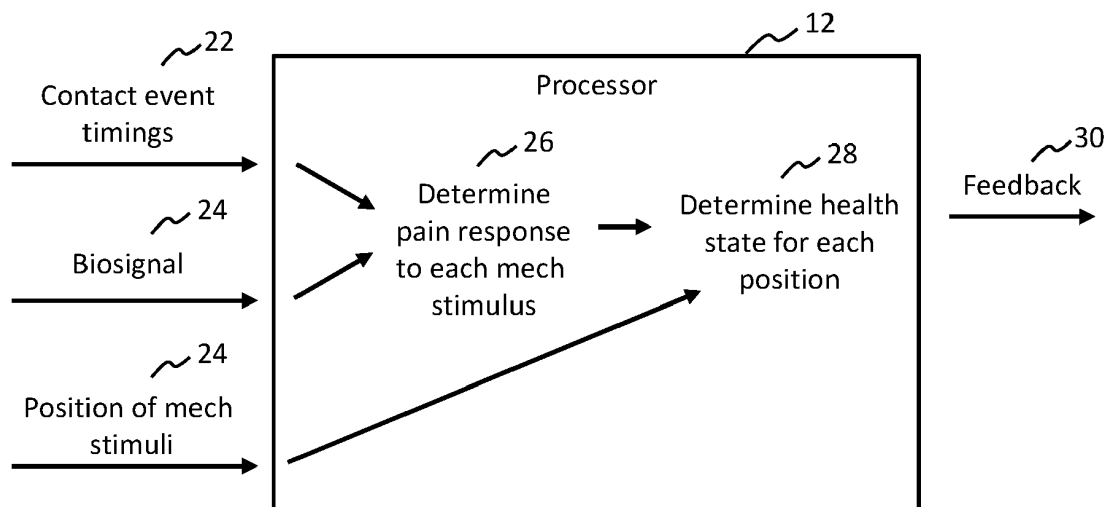 12
Processor
22
Contact event
timings
24
Biosignal
24
Position of mech
stimuli
26
Determine
pain response
to each mech
stimulus
28
Determine health
state for each
position
30
Feedback